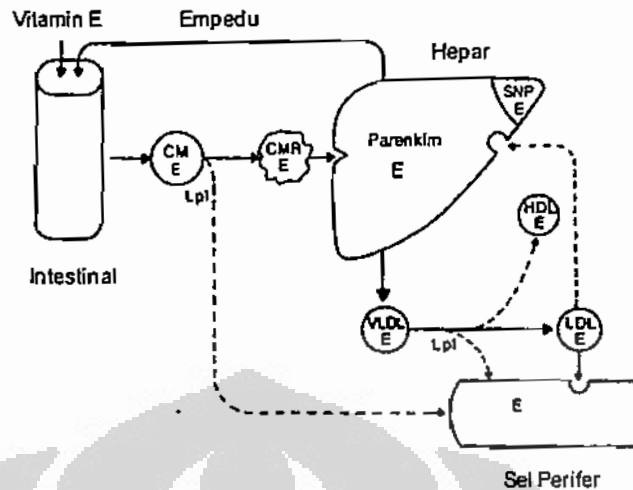 Vitamin E
Empedu
Hepar
SNP
E
Parenkim
E
CM
E
CMR
E
Lpl
HDL
E
Intestinal
VLDL
E
Lpl
LDL
E
E
Sel Perifer